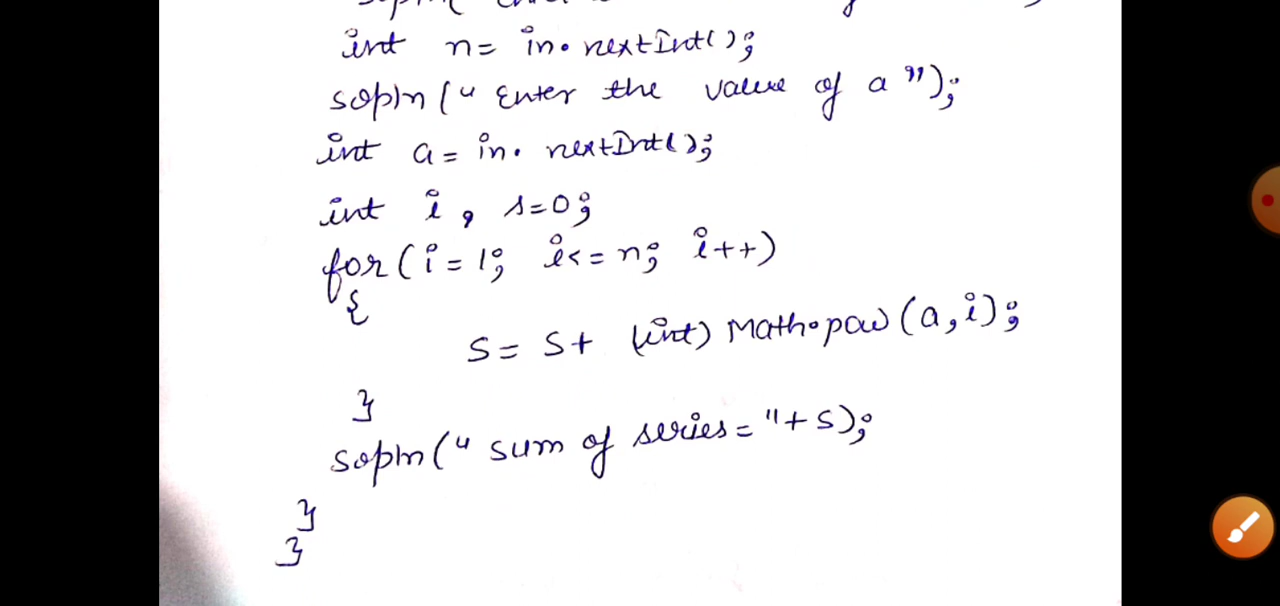 int n= in.nextInt();
sopln("Enter the value of a");
int a= in. nextInt();
int i, s=0;
for(i=1; i<=n; i++)
{
s= s+ (int) Math.pow(a,i);
}
sopln("sum of series="+s);
}
}